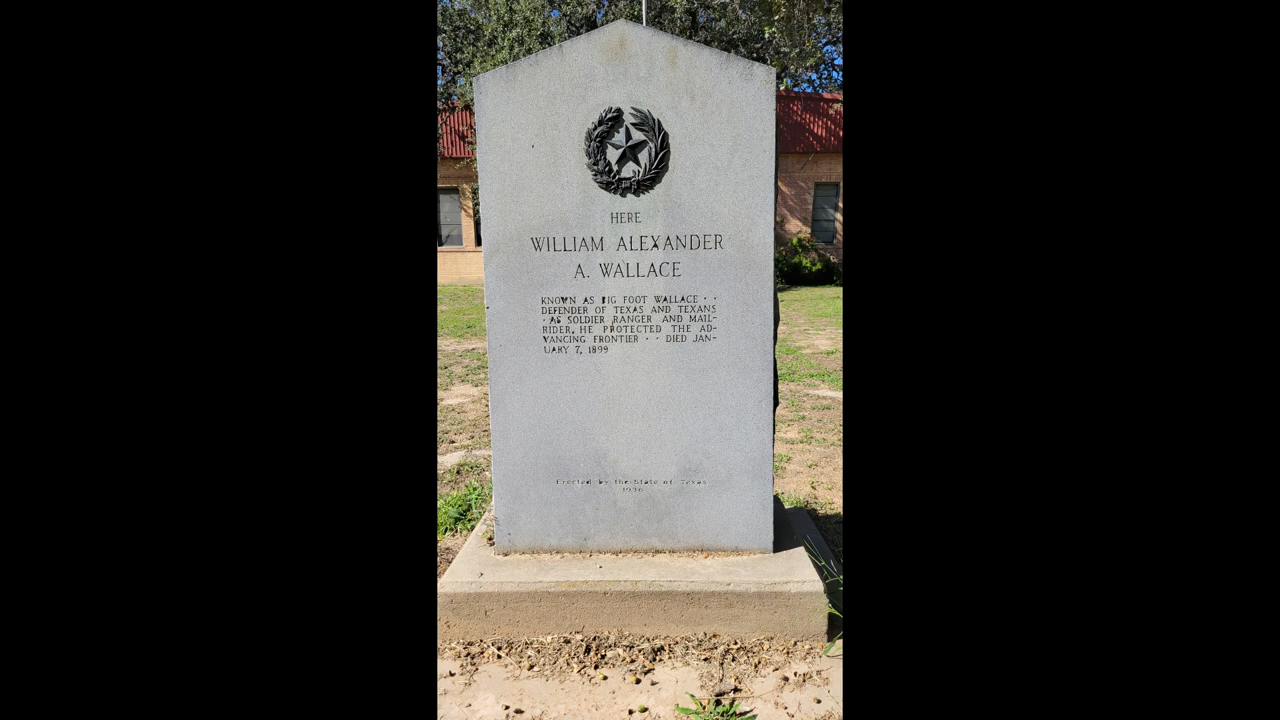 HERE
WILLIAM ALEXANDER
A. WALLACE
KNOWN AS BIG FOOT WALLACE · ·
DEFENDER OF TEXAS AND TEXANS
· AS SOLDIER RANGER AND MAIL-
RIDER, HE PROTECTED THE AD-
VANCING FRONTIER · · DIED JAN-
UARY 7, 1899
Erected by the State of Texas
1936